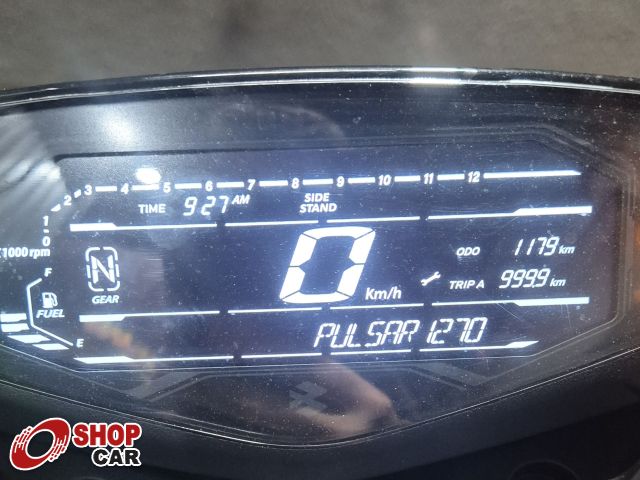 2 3 4 5 6 7 8 9 10 11 12
1
0
TIME 9:27 AM
SIDE
STAND
x1000 rpm
N
GEAR
0 Km/h
ODO 1179 km
TRIP A 999.9 km
F
FUEL
E
PULSAR 1270
SHOP
CAR